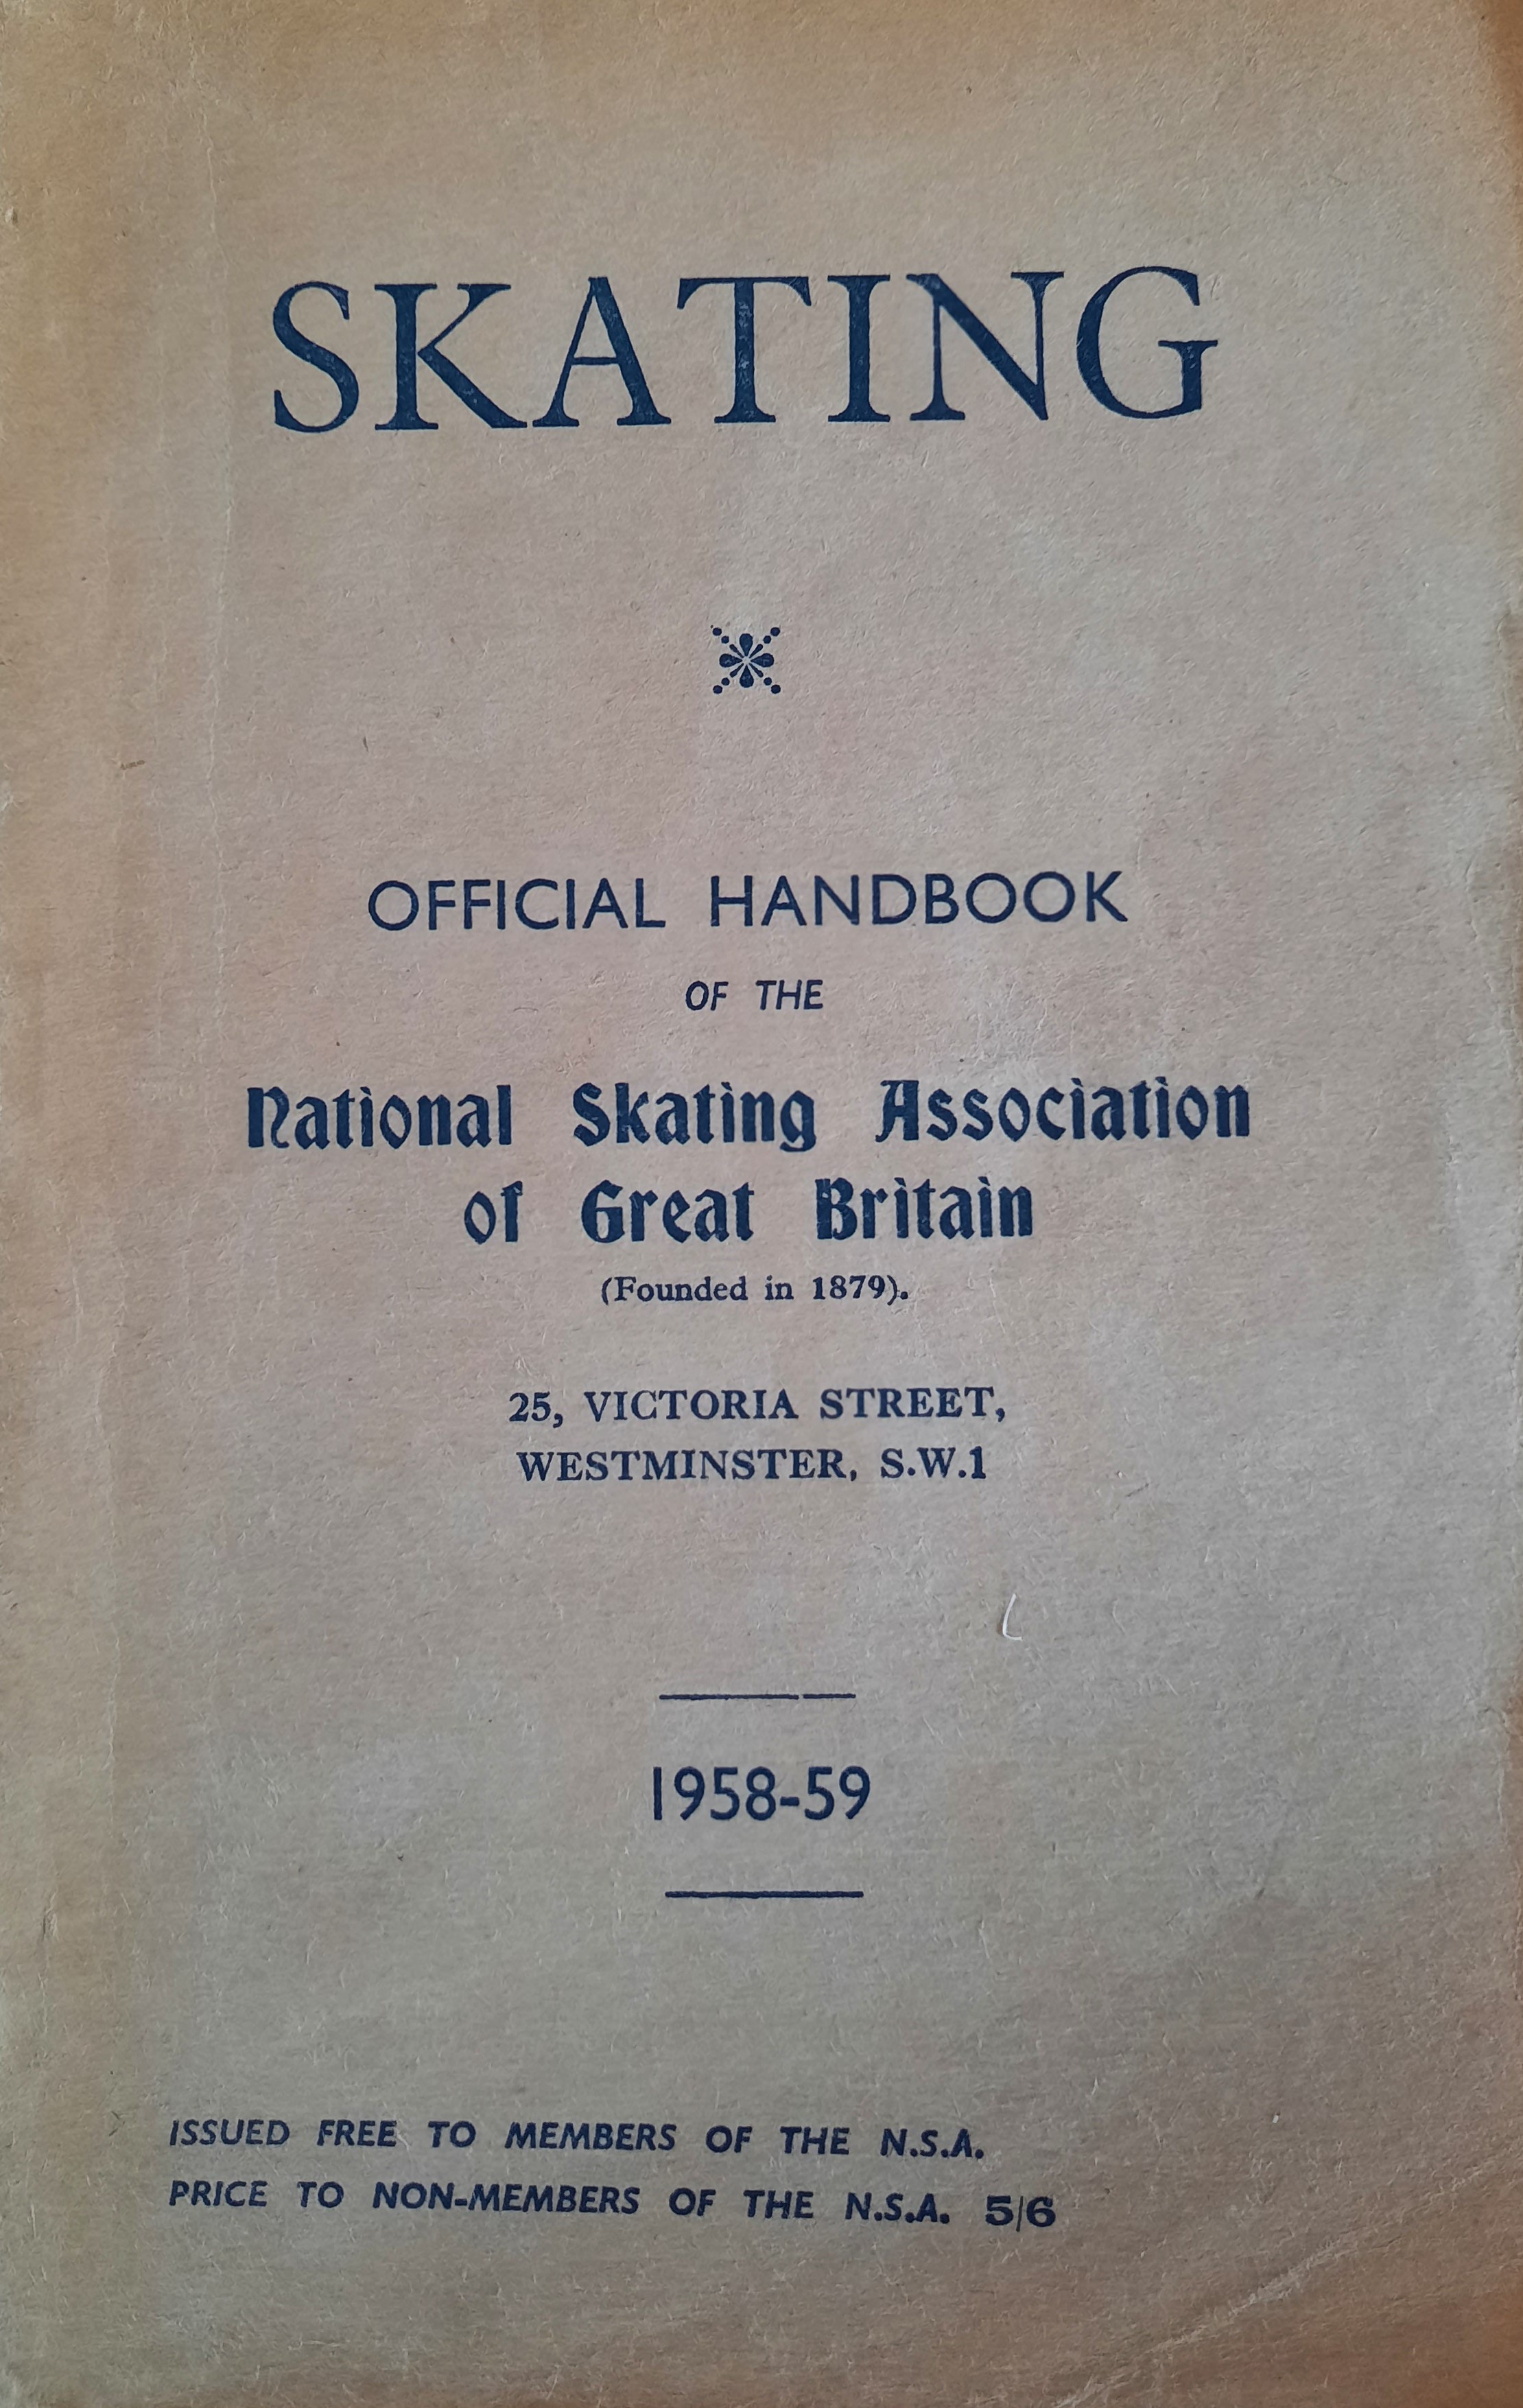 SKATING
OFFICIAL HANDBOOK
OF THE
National Skating Association
of Great Britain
(Founded in 1879).
25, VICTORIA STREET,
WESTMINSTER, S.W.1
1958-59
ISSUED FREE TO MEMBERS OF THE N.S.A.
PRICE TO NON-MEMBERS OF THE N.S.A. 5/6